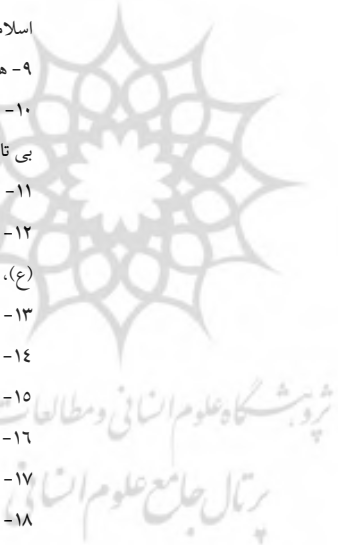 اسلا
۹- ه
۱۰-
بی تا
۱۱-
۱۲-
(ع)،
۱۳-
۱٤-
۱٥-
پژوهشگاه علوم انسانی و مطالعات
۱٦-
۱۷-
پرتال جامع علوم انسانی
۱۸-